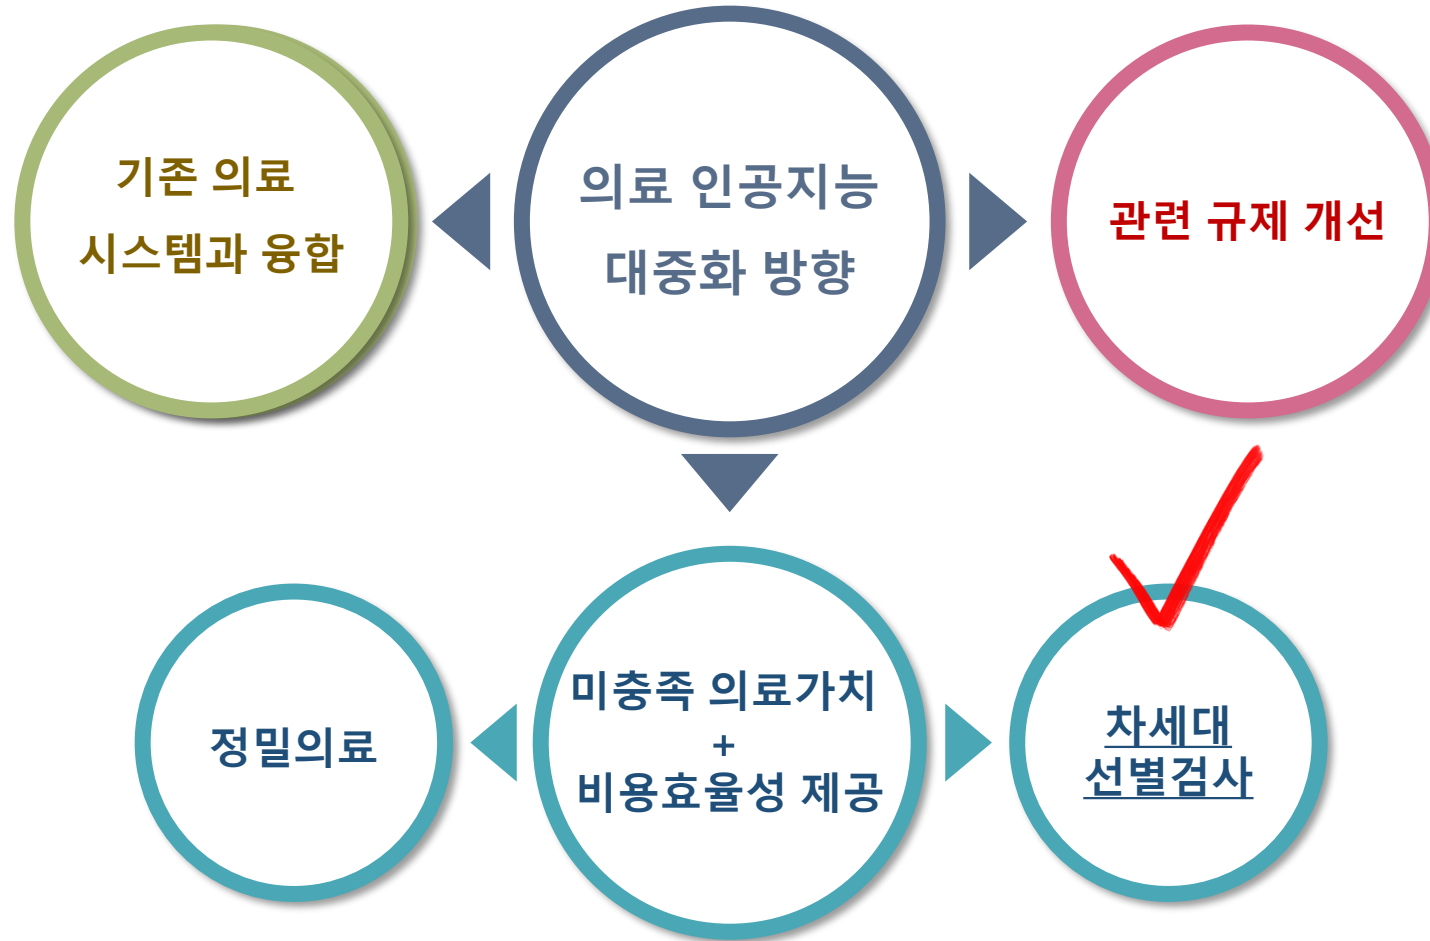 기존 의료
시스템과 융합
의료 인공지능
대중화 방향
관련 규제 개선
정밀의료
미충족 의료가치
+
비용효율성 제공
차세대
선별검사